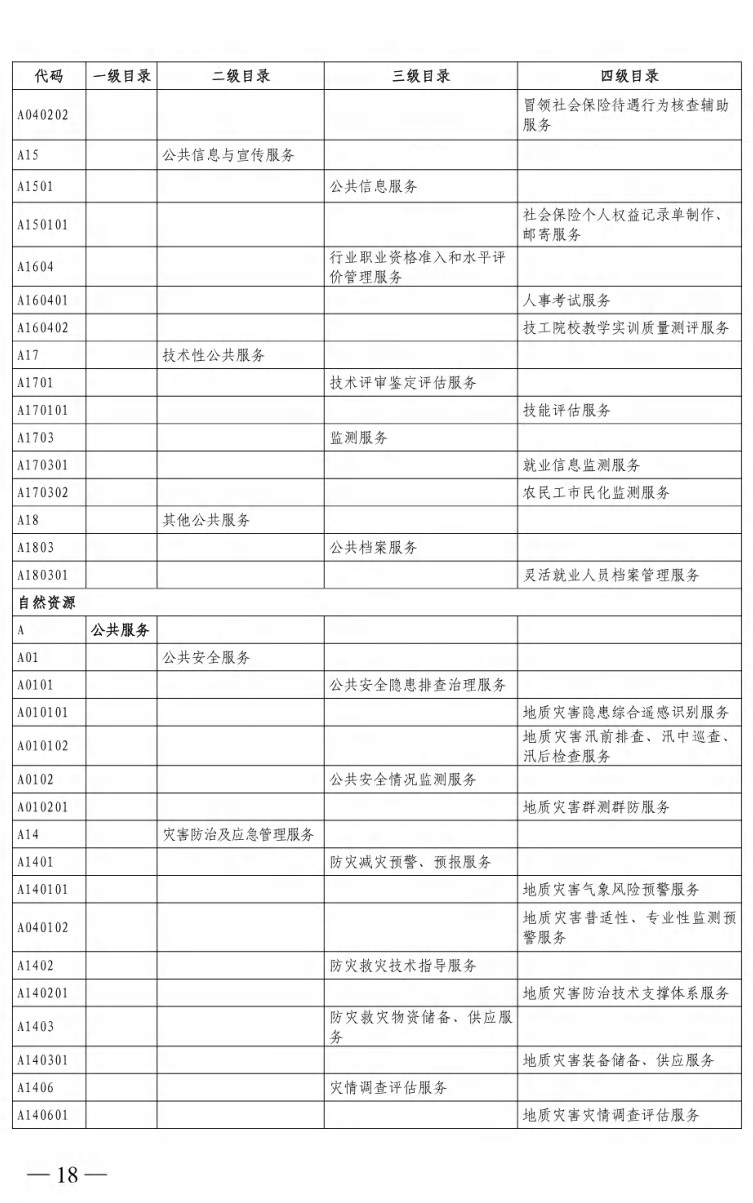 代码 一级目录 二级目录 三级目录 四级目录
A040202 冒领社会保险待遇行为核查辅助
服务
A15 公共信息与宣传服务
A1501 公共信息服务
A150101 社会保险个人权益记录单制作、
邮寄服务
A1604 行业职业资格准入和水平评
价管理服务
A160401 人事考试服务
A160402 技工院校教学实训质量测评服务
A17 技术性公共服务
A1701 技术评审鉴定评估服务
A170101 技能评估服务
A1703 监测服务
A170301 就业信息监测服务
A170302 农民工市民化监测服务
A18 其他公共服务
A1803 公共档案服务
A180301 灵活就业人员档案管理服务
自然资源
A 公共服务
A01 公共安全服务
A0101 公共安全隐患排查治理服务
A010101 地质灾害隐患综合遥感识别服务
A010102 地质灾害汛前排查、汛中巡查、
汛后检查服务
A0102 公共安全情况监测服务
A010201 地质灾害群测群防服务
A14 灾害防治及应急管理服务
A1401 防灾减灾预警、预报服务
A140101 地质灾害气象风险预警服务
A040102 地质灾害普适性、专业性监测预
警服务
A1402 防灾救灾技术指导服务
A140201 地质灾害防治技术支撑体系服务
A1403 防灾救灾物资储备、供应服
务
A140301 地质灾害装备储备、供应服务
A1406 灾情调查评估服务
A140601 地质灾害灾情调查评估服务
— 18 —